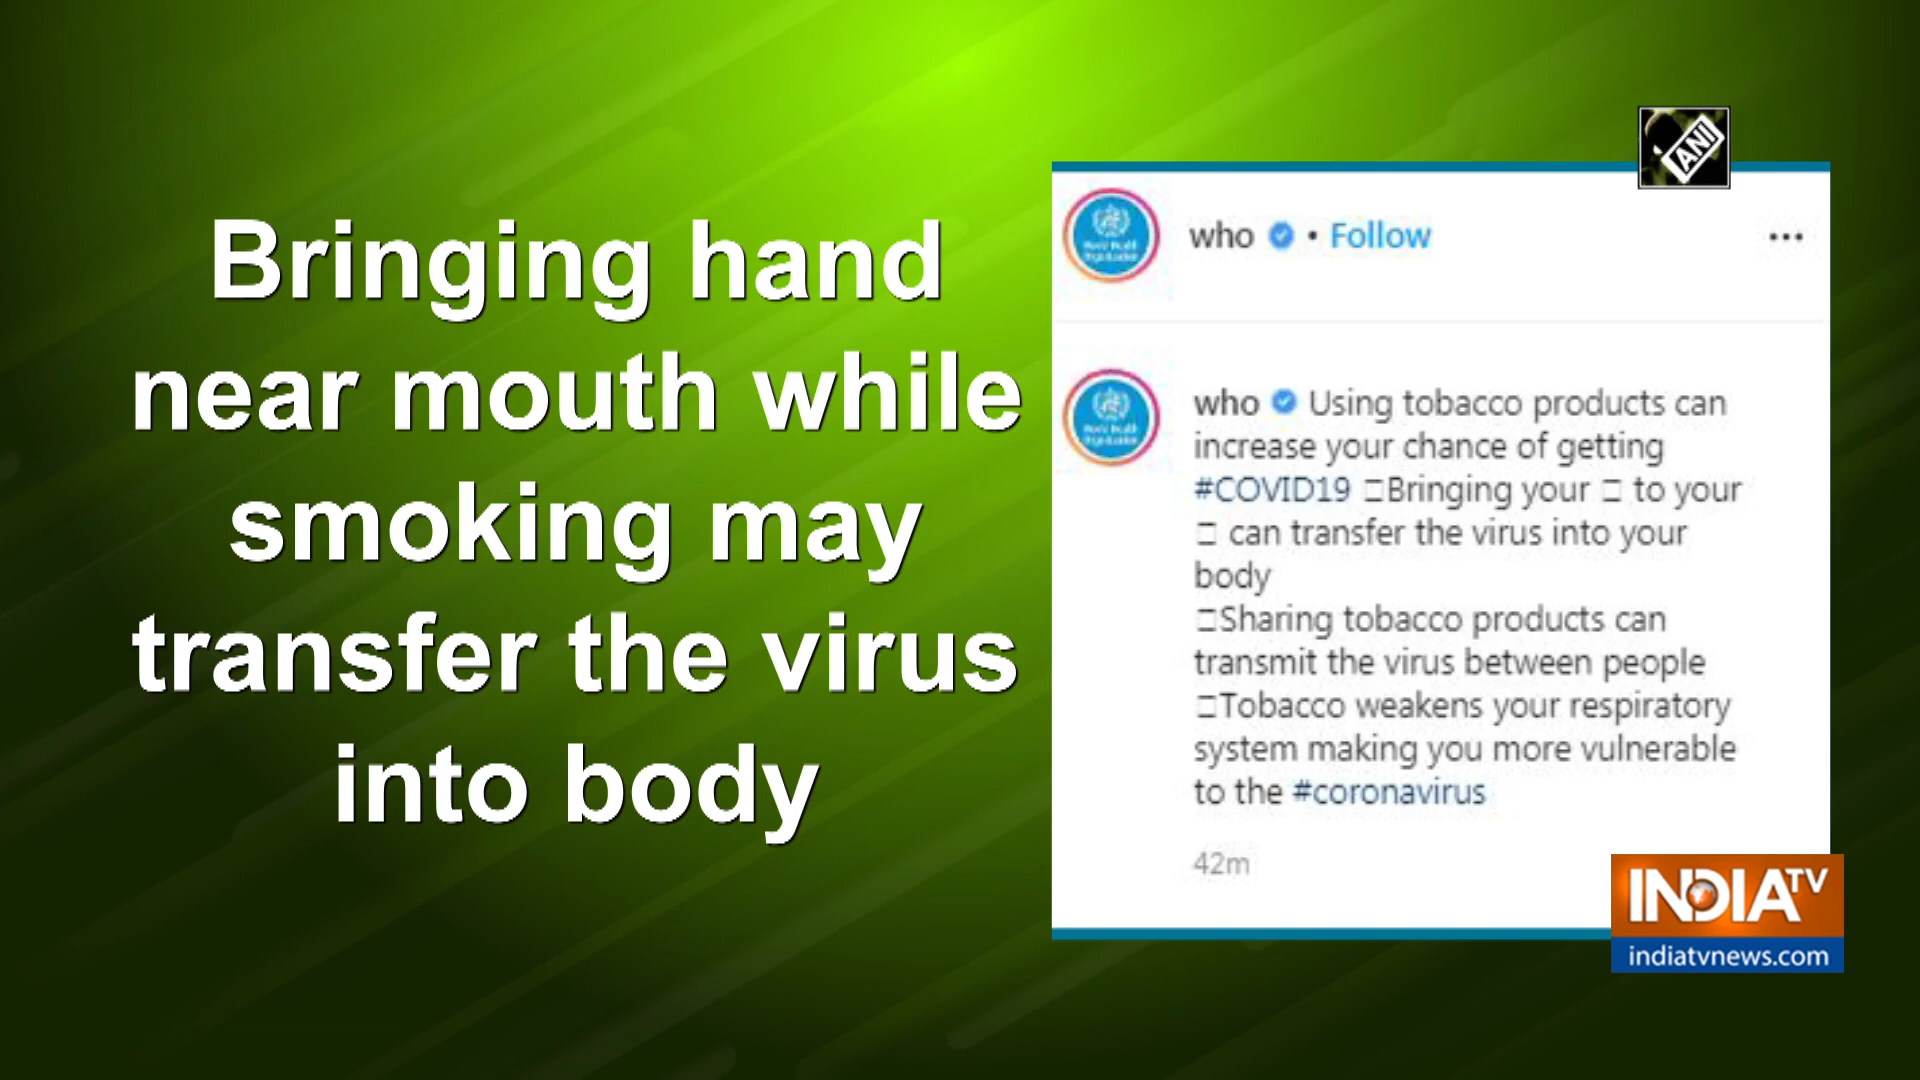 Bringing hand
near mouth while
smoking may
transfer the virus
into body
ANI
who • Follow
...
who Using tobacco products can
increase your chance of getting
#COVID19 □Bringing your □ to your
□ can transfer the virus into your
body
□Sharing tobacco products can
transmit the virus between people
□Tobacco weakens your respiratory
system making you more vulnerable
to the #coronavirus
42m
INDIA TV
indiatvnews.com